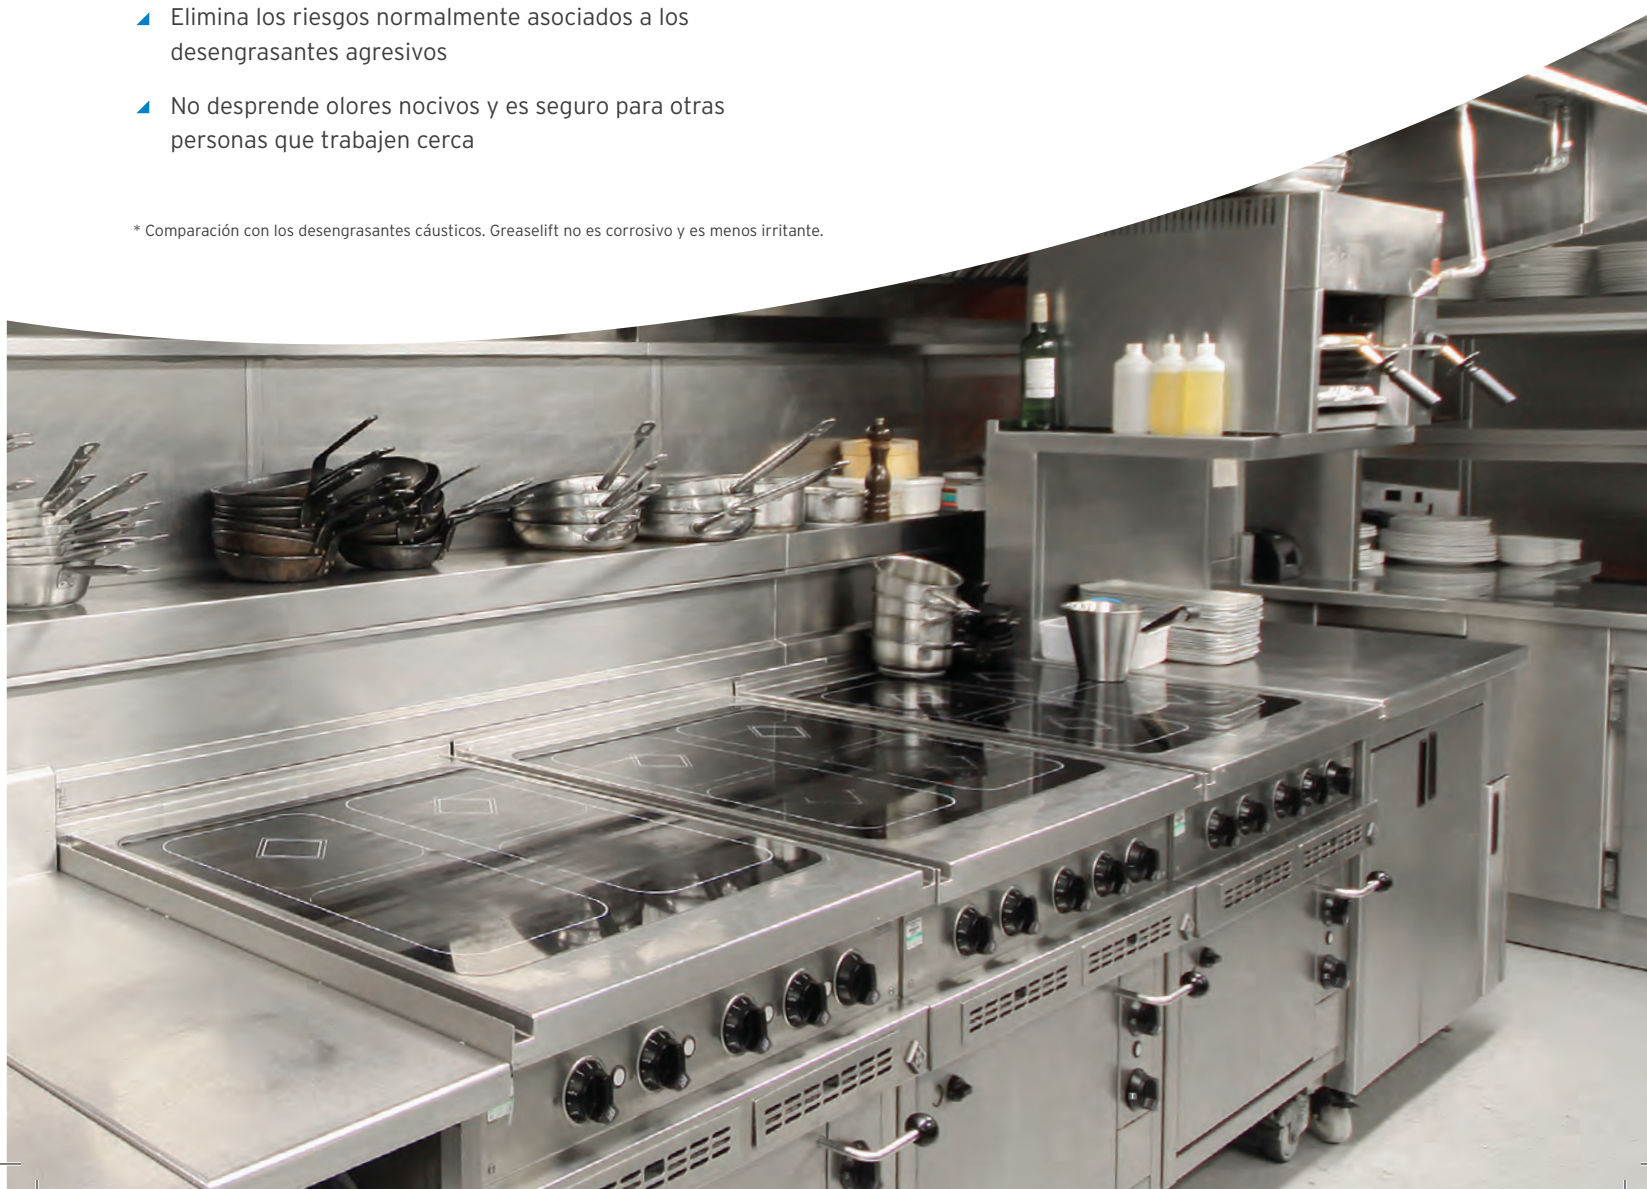 Elimina los riesgos normalmente asociados a los
desengrasantes agresivos
No desprende olores nocivos y es seguro para otras
personas que trabajen cerca
* Comparación con los desengrasantes cáusticos. Greaselift no es corrosivo y es menos irritante.